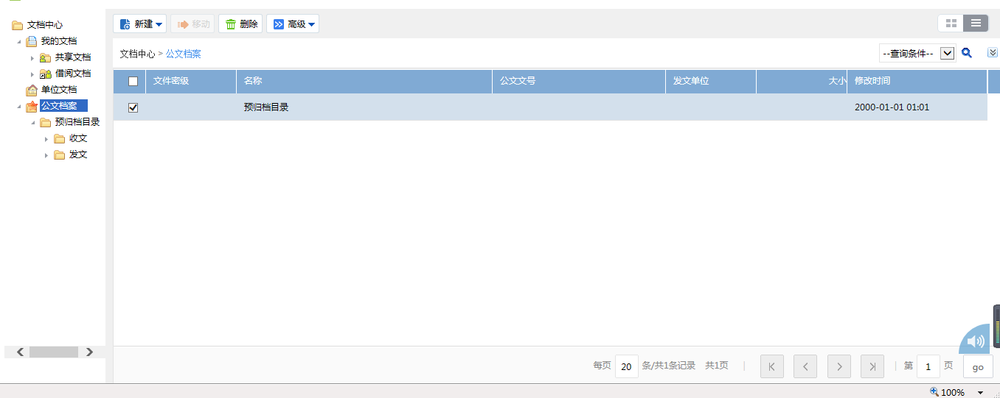 文档中心
我的文档
共享文档
借阅文档
单位文档
公文档案
预归档目录
收文
发文
新建 移动 删除 高级
文档中心 > 公文档案 --查询条件--
文件密级 名称 公文文号 发文单位 大小 修改时间
预归档目录 2000-01-01 01:01
每页 20 条/共1条记录 共1页 | 第 1 页 go
100%